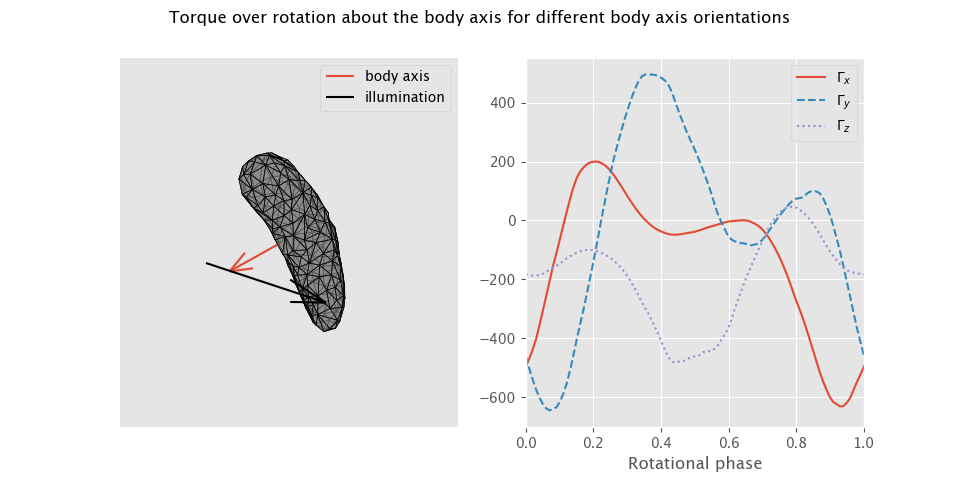 Torque over rotation about the body axis for different body axis orientations
body axis
illumination
Γx
Γy
Γz
400
200
0
−200
−400
−600
0.0 0.2 0.4 0.6 0.8 1.0
Rotational phase